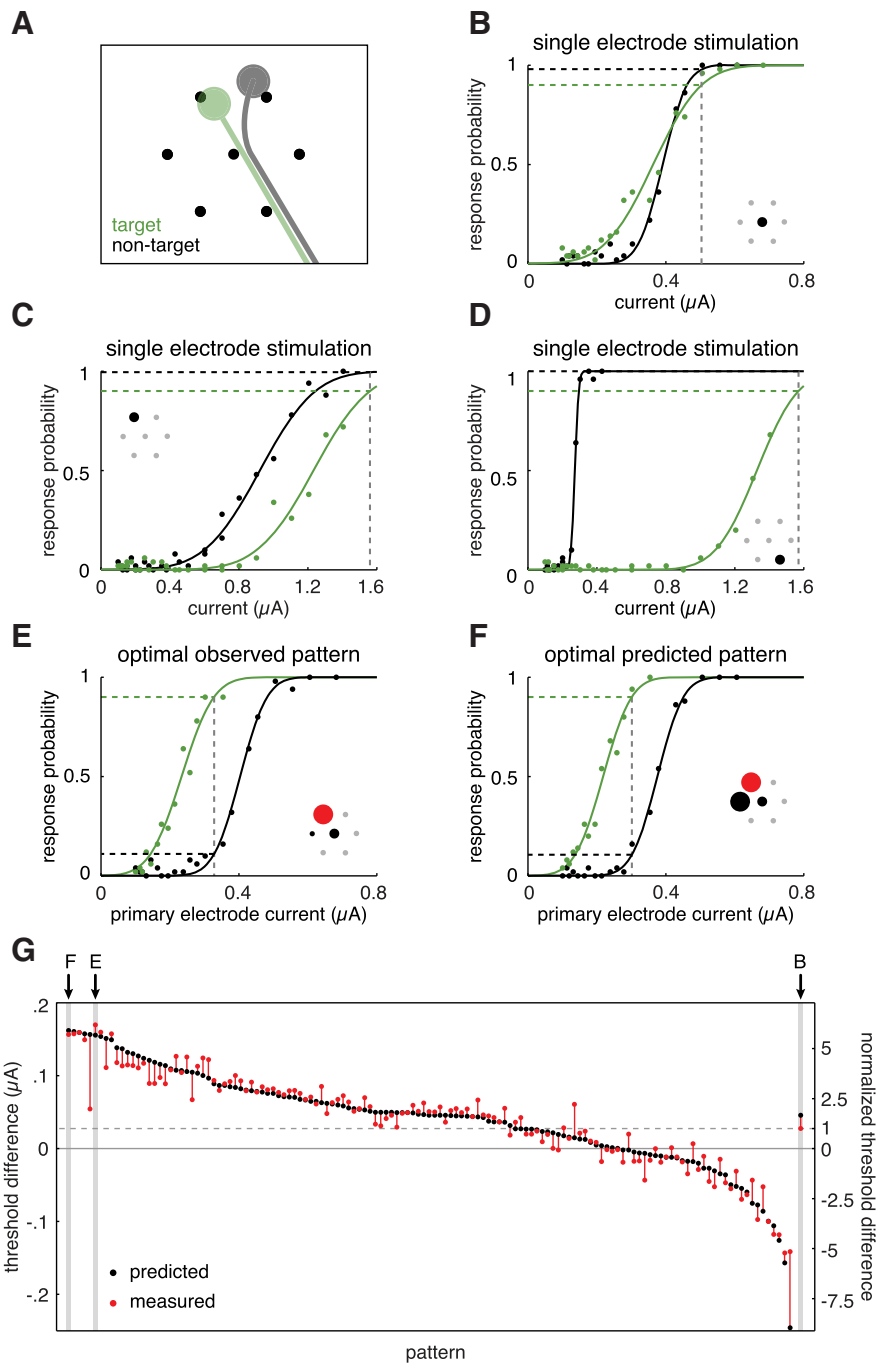 A
target
non-target
B
single electrode stimulation
response probability
1
0.5
0
0 0.4 0.8
current (µA)
C
single electrode stimulation
response probability
1
0.5
0
0 0.4 0.8 1.2 1.6
current (µA)
D
single electrode stimulation
response probability
1
0.5
0
0 0.4 1.2 1.6
current (µA)
E
optimal observed pattern
response probability
1
0.5
0
0 0.4 0.8
primary electrode current (µA)
F
optimal predicted pattern
response probability
1
0.5
0
0 0.4 0.8
primary electrode current (µA)
G
F E B
threshold difference (µA)
.2
.1
0
-.1
-.2
predicted
measured
5
2.5
1
0
-2.5
-5
-7.5
normalized threshold difference
pattern